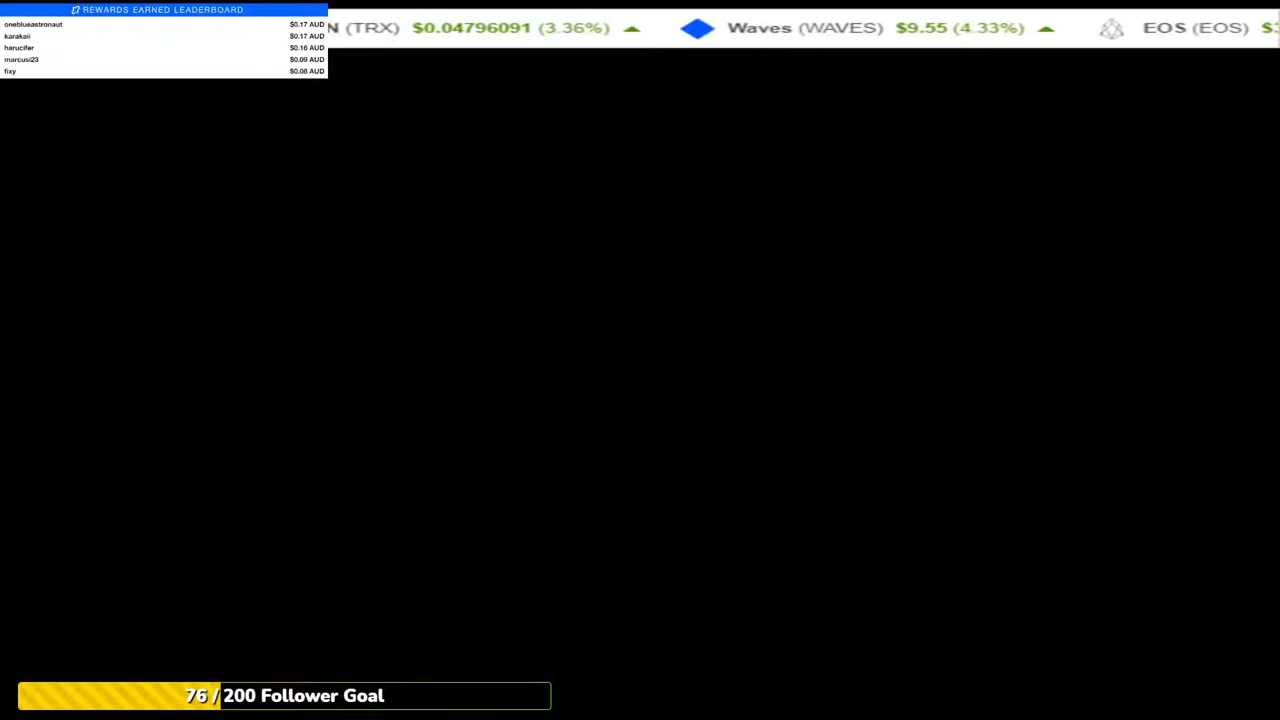 REWARDS EARNED LEADERBOARD
oneblueastronaut $0.17 AUD
karakaii $0.17 AUD
harucifer $0.16 AUD
marcusi23 $0.09 AUD
fixy $0.08 AUD
N (TRX) $0.04796091 (3.36%) Waves (WAVES) $9.55 (4.33%) EOS (EOS)
76 / 200 Follower Goal